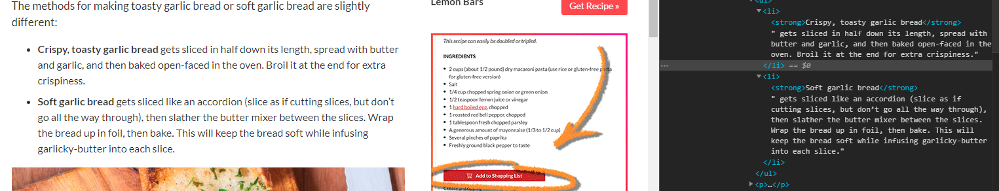 The methods for making toasty garlic bread or soft garlic bread are slightly
different:
• Crispy, toasty garlic bread gets sliced in half down its length, spread with butter
and garlic, and then baked open-faced in the oven. Broil it at the end for extra
crispiness.
• Soft garlic bread gets sliced like an accordion (slice as if cutting slices, but don’t
go all the way through), then slather the butter mixer between the slices. Wrap
the bread up in foil, then bake. This will keep the bread soft while infusing
garlicky-butter into each slice.
Lemon Bars
Get Recipe »
This recipe can easily be doubled or tripled.
INGREDIENTS
• 2 cups (about 1/2 pound) dry macaroni pasta (use rice or gluten-free pasta
for gluten-free version)
• Salt
• 1/4 cup chopped spring onion or green onion
• 1/2 teaspoon lemon juice or vinegar
• 1 hard boiled egg, chopped
• 1 roasted red bell pepper, chopped
• 1 tablespoon fresh chopped parsley
• A generous amount of mayonnaise (1/3 to 1/2 cup)
• Several pinches of paprika
• Freshly ground black pepper to taste
Add to Shopping List
<ul>
▼<li>
<strong>Crispy, toasty garlic bread</strong>
" gets sliced in half down its length, spread with
butter and garlic, and then baked open-faced in the
oven. Broil it at the end for extra crispiness."
… </li> == $0
▼<li>
<strong>Soft garlic bread</strong>
" gets sliced like an accordion (slice as if
cutting slices, but don’t go all the way through),
then slather the butter mixer between the slices.
Wrap the bread up in foil, then bake. This will
keep the bread soft while infusing garlicky-butter
into each slice."
</li>
</ul>
▶<p>…</p>